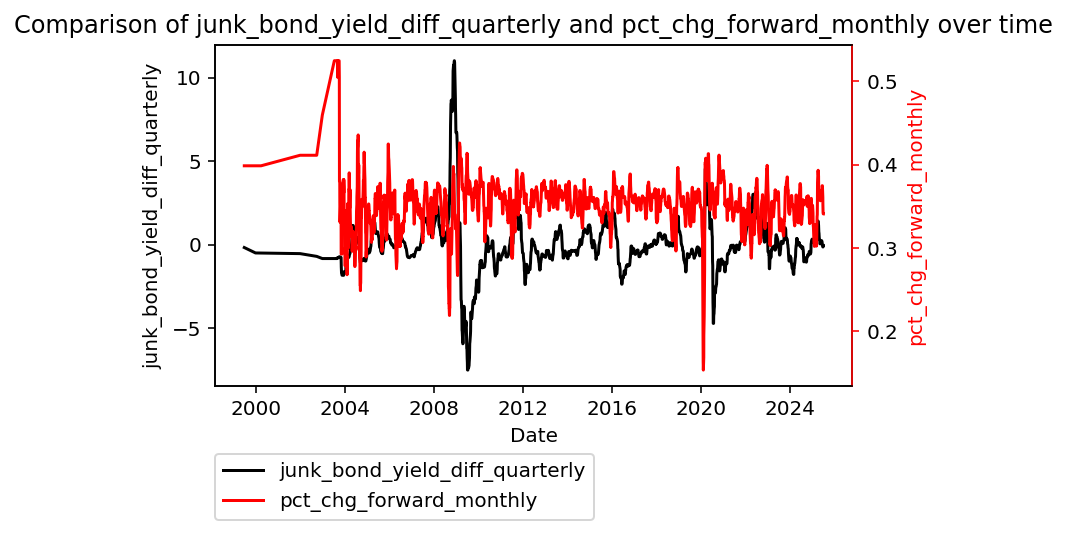 Comparison of junk_bond_yield_diff_quarterly and pct_chg_forward_monthly over time
junk_bond_yield_diff_quarterly
10
5
0
−5
0.5
0.4
0.3
0.2
pct_chg_forward_monthly
2000 2004 2008 2012 2016 2020 2024
Date
junk_bond_yield_diff_quarterly
pct_chg_forward_monthly